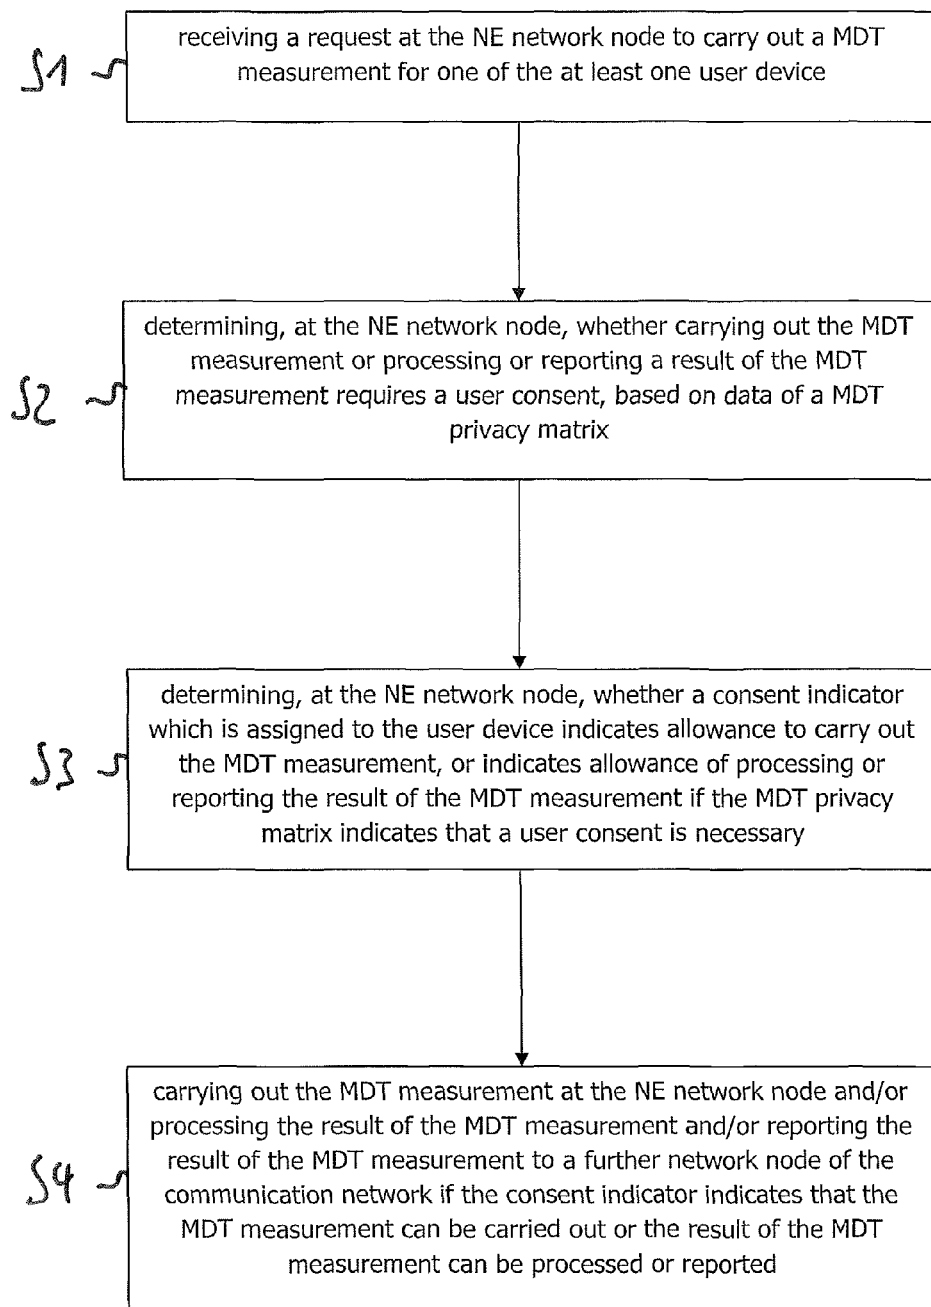 receiving a request at the NE network node to carry out a MDT
S1
measurement for one of the at least one user device
determining, at the NE network node, whether carrying out the MDT
measurement or processing or reporting a result of the MDT
S2
measurement requires a user consent, based on data of a MDT
privacy matrix
determining, at the NE network node, whether a consent indicator
which is assigned to the user device indicates allowance to carry out
S3
the MDT measurement, or indicates allowance of processing or
reporting the result of the MDT measurement if the MDT privacy
matrix indicates that a user consent is necessary
carrying out the MDT measurement at the NE network node and/or
processing the result of the MDT measurement and/or reporting the
result of the MDT measurement to a further network node of the
S4
communication network if the consent indicator indicates that the
MDT measurement can be carried out or the result of the MDT
measurement can be processed or reported